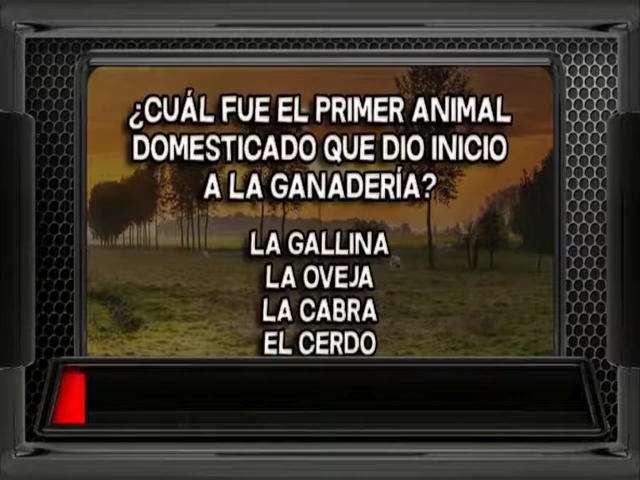 ¿CUÁL FUE EL PRIMER ANIMAL
DOMESTICADO QUE DIO INICIO
A LA GANADERÍA?
LA GALLINA
LA OVEJA
LA CABRA
EL CERDO